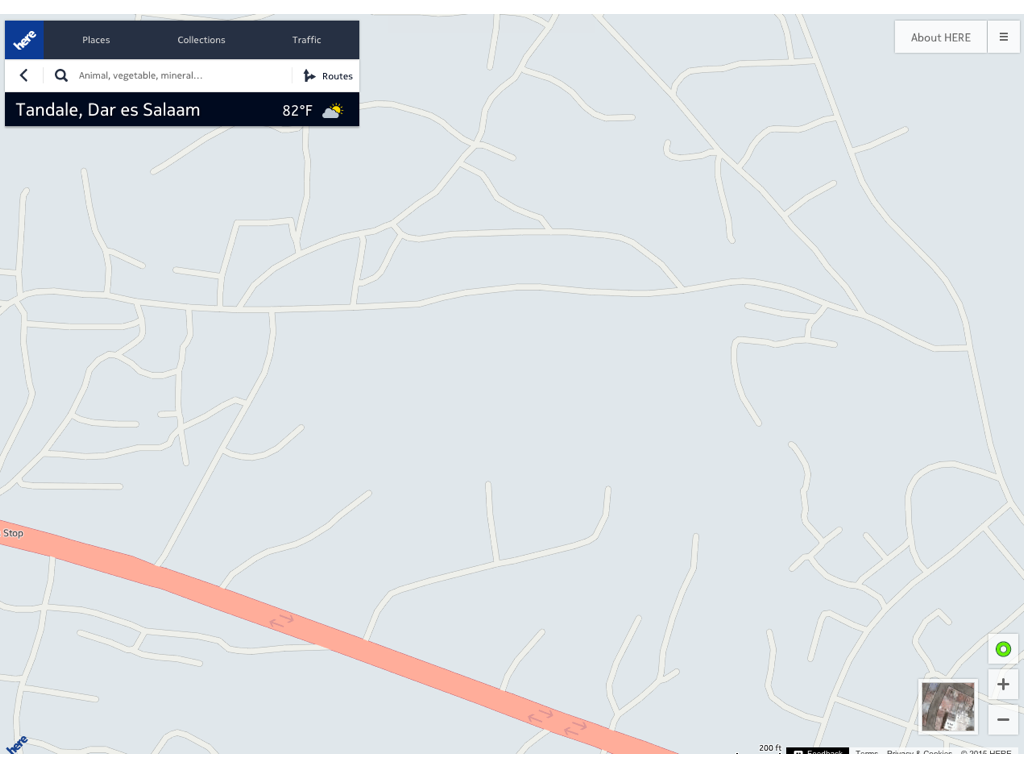 here
Places
Collections
Traffic
Animal, vegetable, mineral...
Routes
Tandale, Dar es Salaam
82°F
About HERE
Stop
here
200 ft
Feedback
Terms
Privacy & Cookies
© 2015 HERE